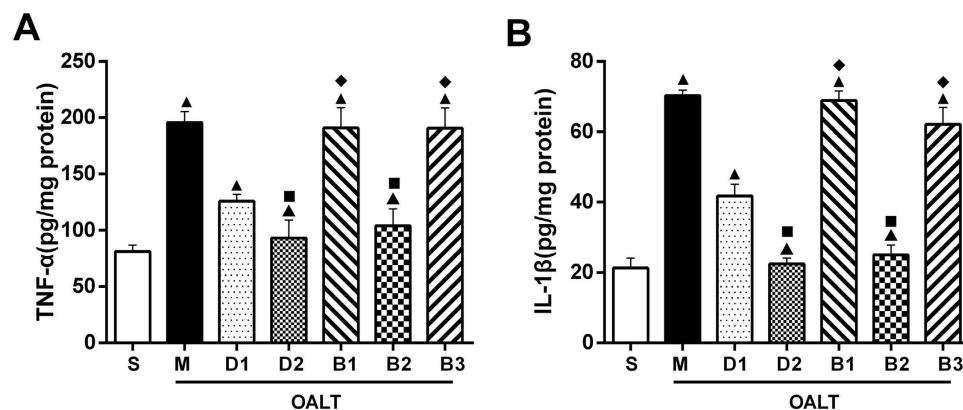 A
TNF-α(pg/mg protein)
250
200
150
100
50
0
S M D1 D2 B1 B2 B3
OALT
B
IL-1β(pg/mg protein)
80
60
40
20
0
S M D1 D2 B1 B2 B3
OALT